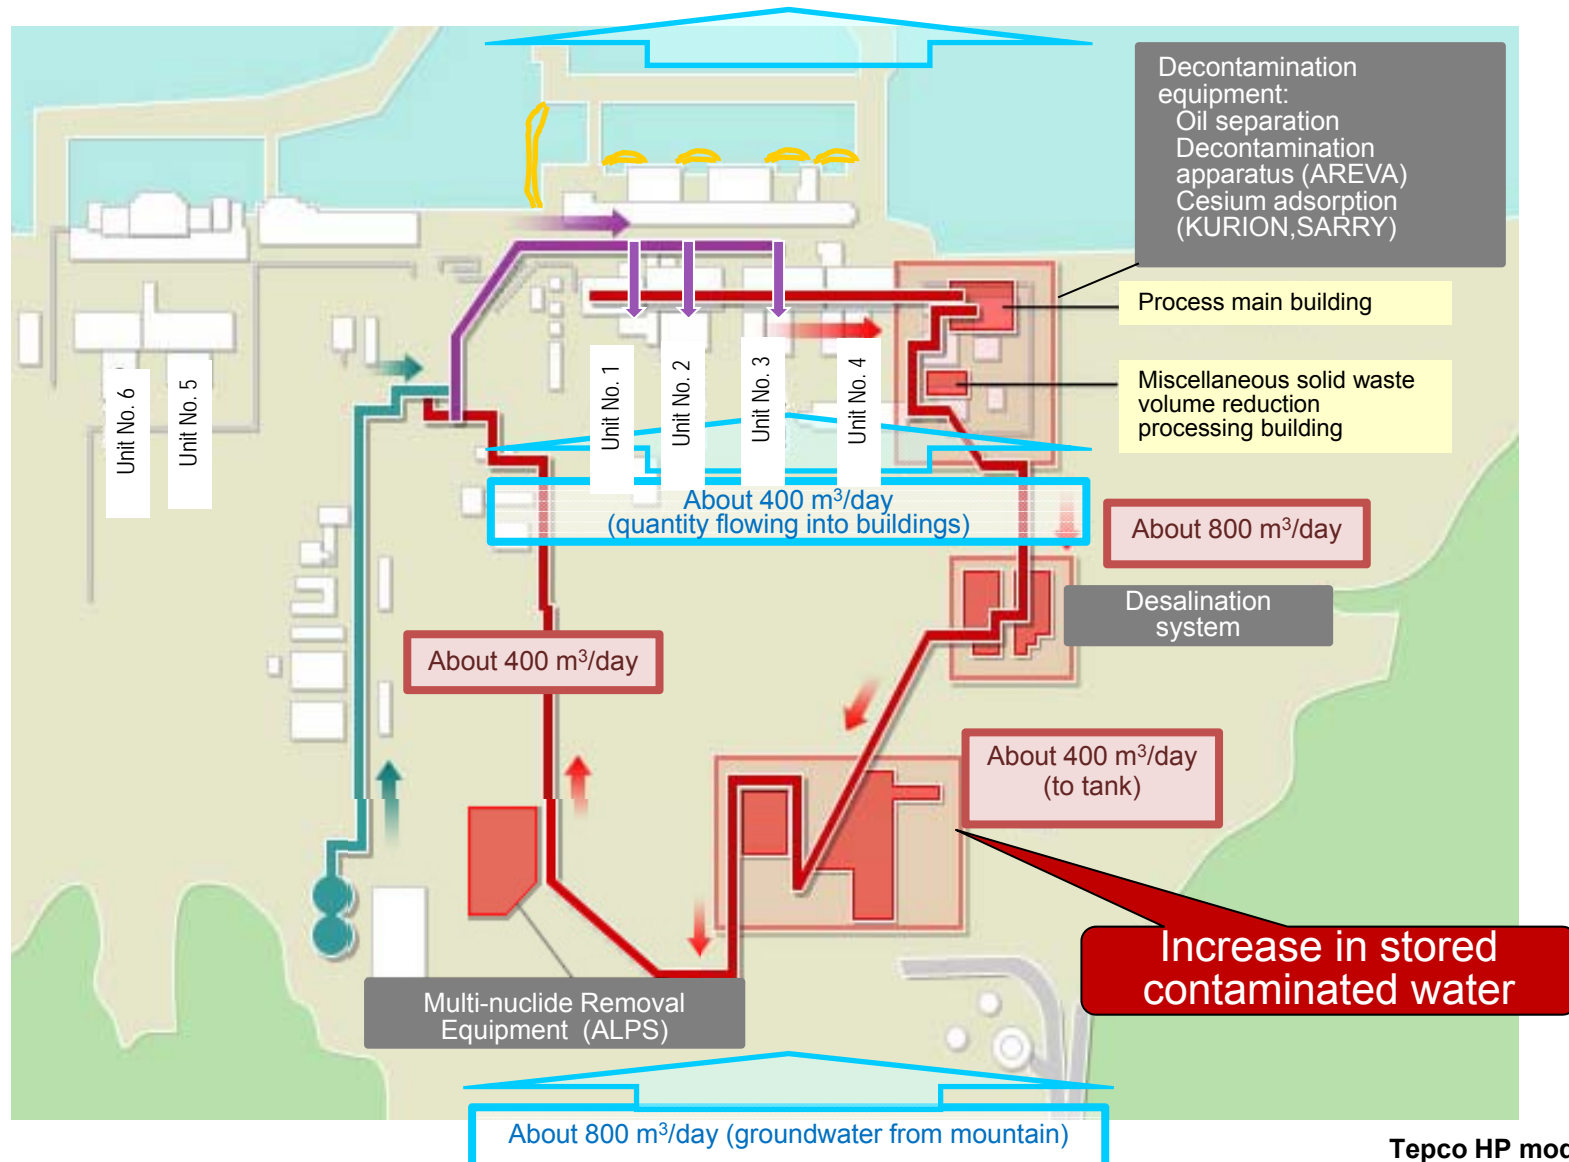 Decontamination
equipment:
Oil separation
Decontamination
apparatus (AREVA)
Cesium adsorption
(KURION,SARRY)
Process main building
Miscellaneous solid waste
volume reduction
processing building
Unit No. 6
Unit No. 5
Unit No. 1
Unit No. 2
Unit No. 3
Unit No. 4
About 400 m³/day
(quantity flowing into buildings)
About 800 m³/day
Desalination
system
About 400 m³/day
About 400 m³/day
(to tank)
Increase in stored
contaminated water
Multi-nuclide Removal
Equipment (ALPS)
About 800 m³/day (groundwater from mountain)
Tepco HP mod